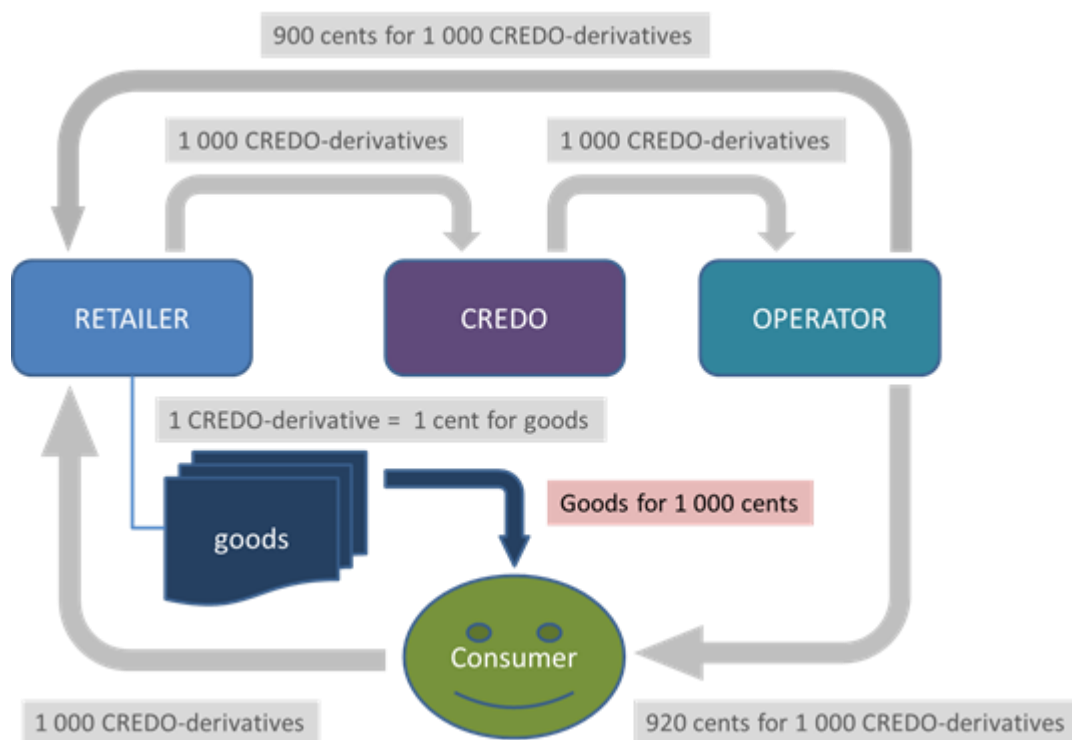 900 cents for 1 000 CREDO-derivatives
1 000 CREDO-derivatives
1 000 CREDO-derivatives
RETAILER
CREDO
OPERATOR
1 CREDO-derivative = 1 cent for goods
goods
Goods for 1 000 cents
Consumer
1 000 CREDO-derivatives
920 cents for 1 000 CREDO-derivatives